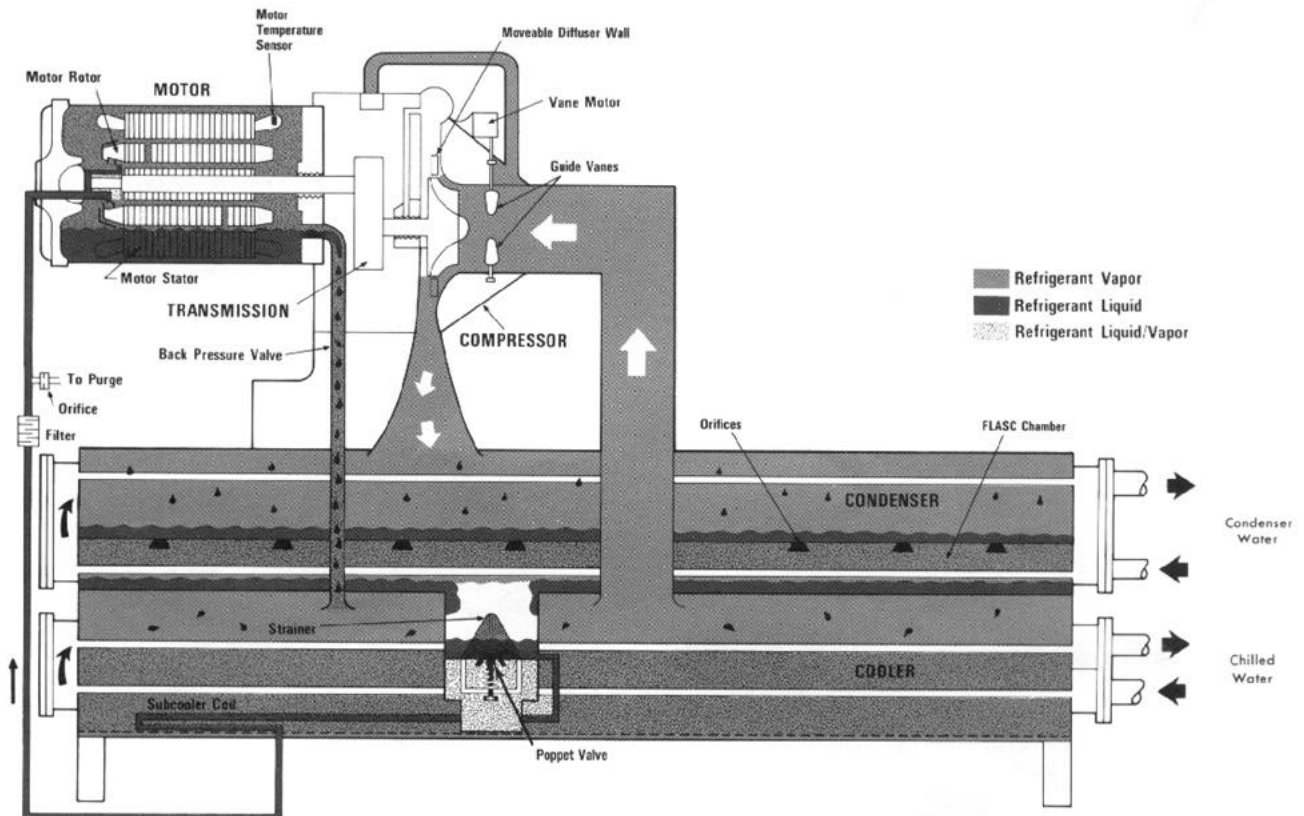 Motor
Temperature
Sensor
Moveable Diffuser Wall
Motor Rotor
MOTOR
Vane Motor
Guide Vanes
Motor Stator
TRANSMISSION
COMPRESSOR
Back Pressure Valve
Refrigerant Vapor
Refrigerant Liquid
Refrigerant Liquid/Vapor
To Purge
Orifice
Filter
Orifices
FLASC Chamber
CONDENSER
Condenser
Water
Strainer
COOLER
Chilled
Water
Subcooler Coil
Poppet Valve